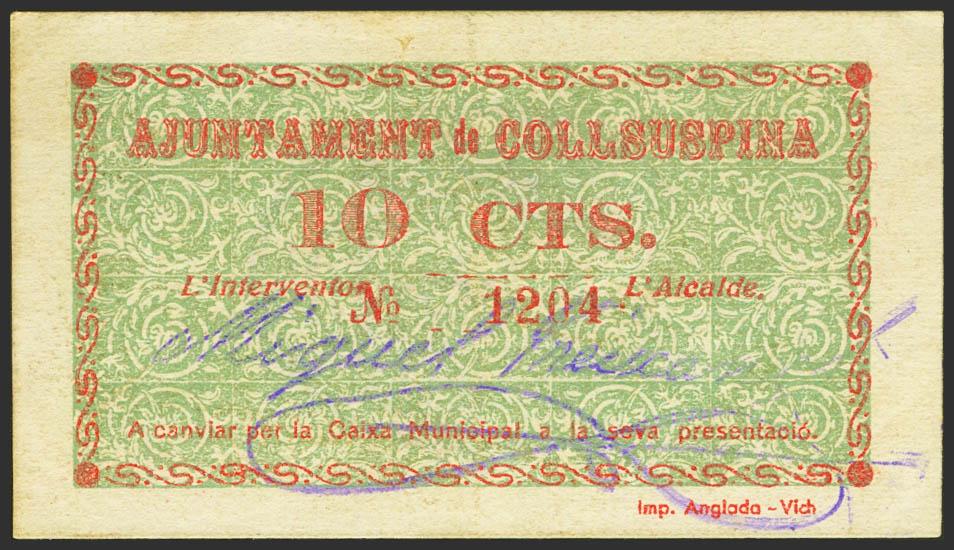 AJUNTAMENT de COLLSUSPINA
10 CTS.
L'Interventor L'Alcalde.
No 1204
Miquel
A canviar per la Caixa Municipal a la seva presentació.
Imp. Anglada - Vich